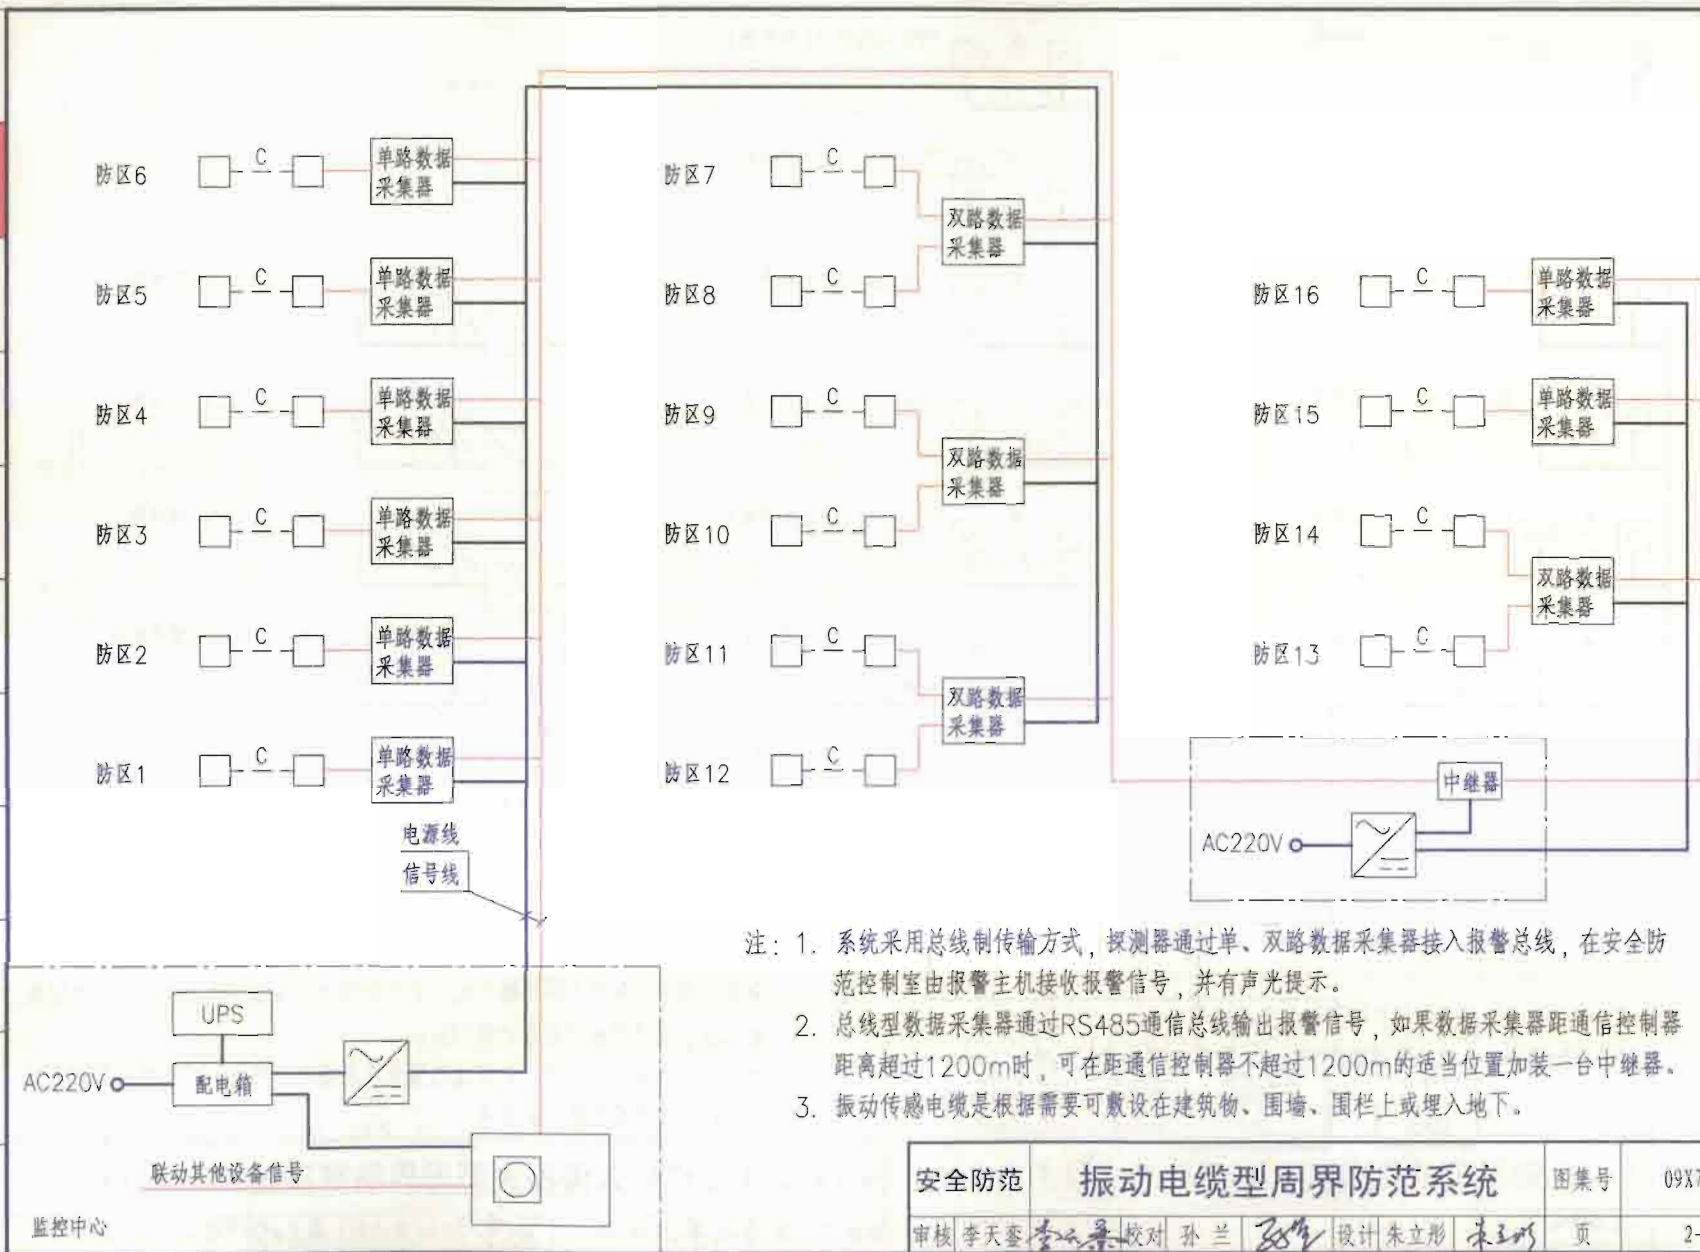 防区6
C
单路数据
采集器
防区5
C
单路数据
采集器
防区4
C
单路数据
采集器
防区3
C
单路数据
采集器
防区2
C
单路数据
采集器
防区1
C
单路数据
采集器
电源线
信号线
防区7
C
双路数据
采集器
防区8
C
防区9
C
双路数据
采集器
防区10
C
防区11
C
双路数据
采集器
防区12
C
防区16
C
单路数据
采集器
防区15
C
单路数据
采集器
防区14
C
双路数据
采集器
防区13
C
中继器
AC220V
UPS
AC220V
配电箱
联动其他设备信号
监控中心
注：1. 系统采用总线制传输方式，探测器通过单、双路数据采集器接入报警总线，在安全防
范控制室由报警主机接收报警信号，并有声光提示。
2. 总线型数据采集器通过RS485通信总线输出报警信号，如果数据采集器距通信控制器
距离超过1200m时，可在距通信控制器不超过1200m的适当位置加装一台中继器。
3. 振动传感电缆是根据需要可敷设在建筑物、围墙、围栏上或埋入地下。
安全防范 振动电缆型周界防范系统 图集号 09X7
审核 李天 校对 孙兰 设计 朱立彤 页 2-